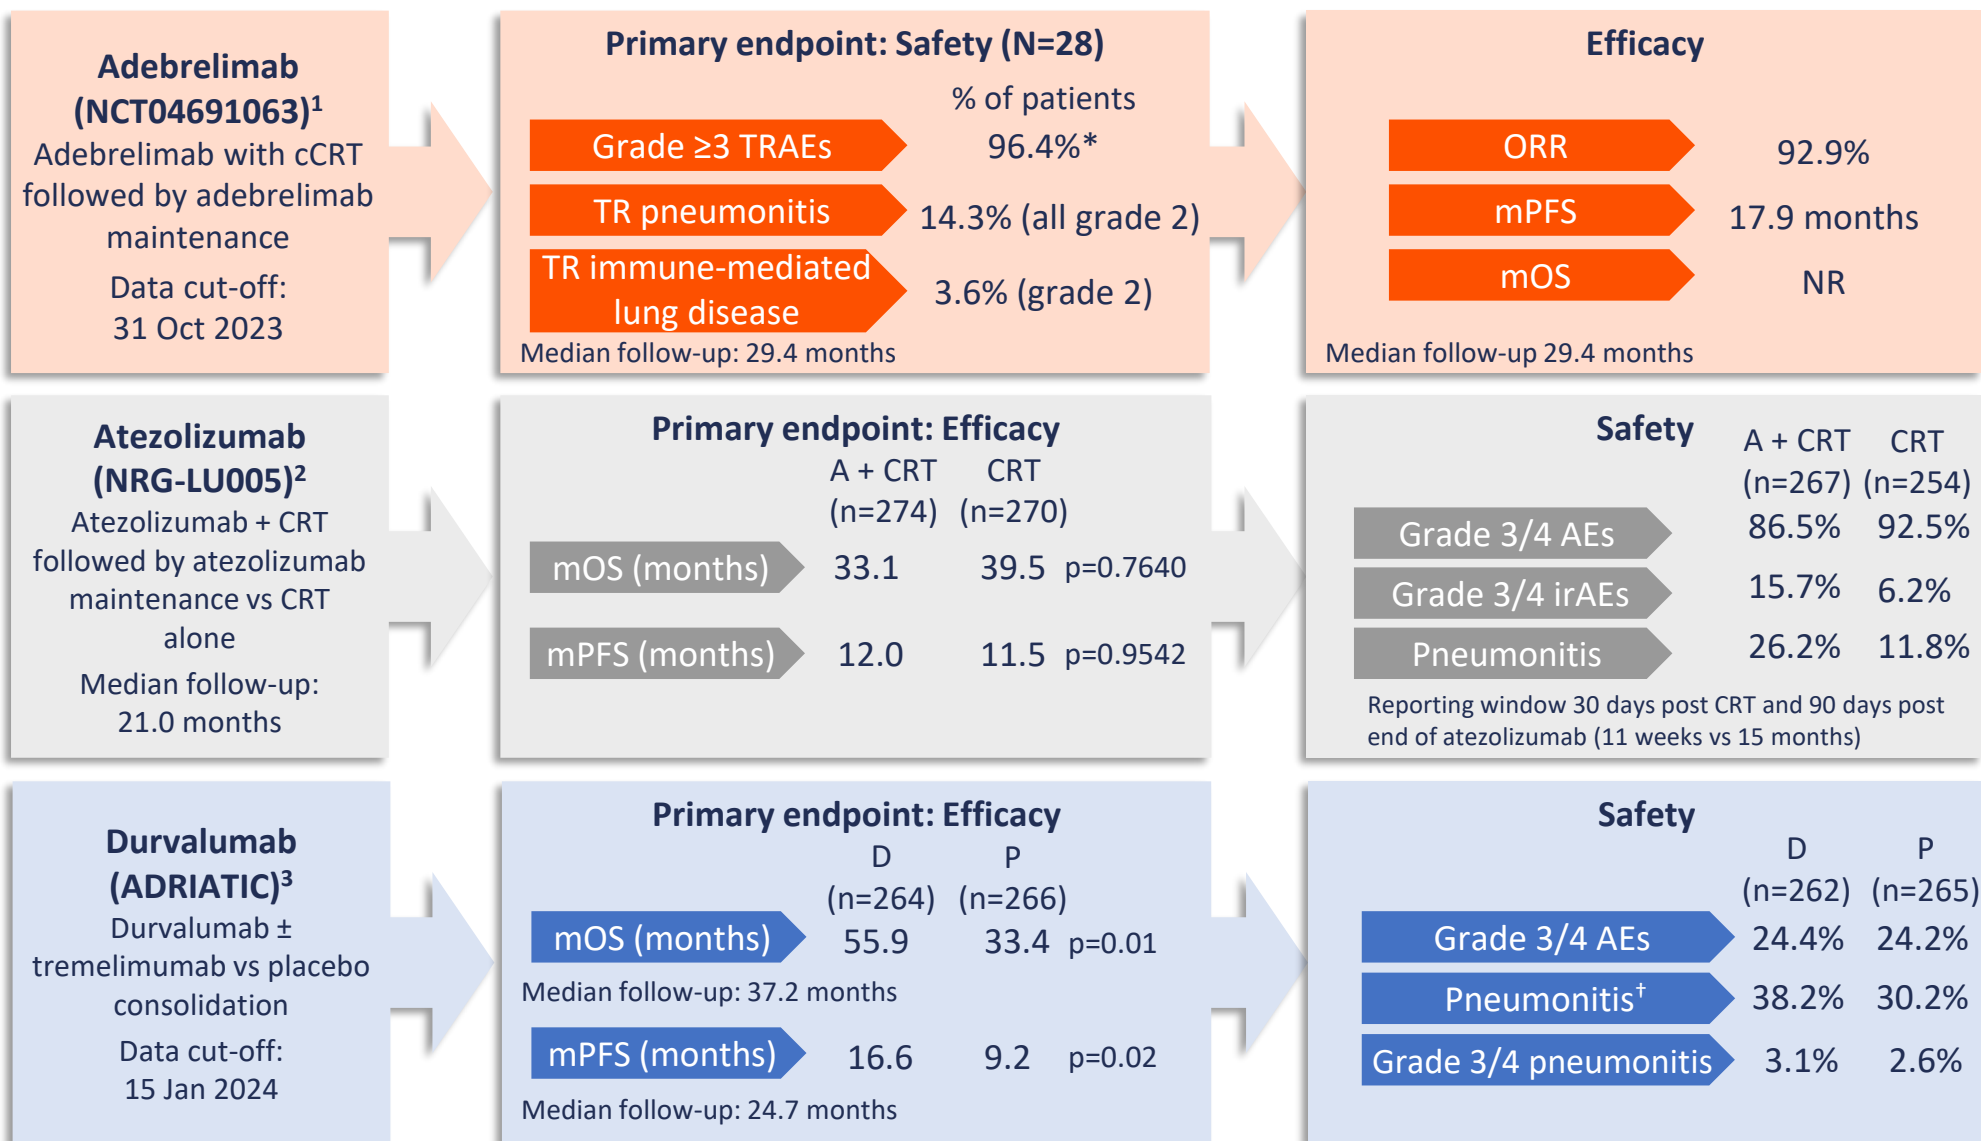 Adebrelimab
(NCT04691063)¹
Adebrelimab with cCRT
followed by adebrelimab
maintenance
Data cut-off:
31 Oct 2023
Primary endpoint: Safety (N=28)
% of patients
Grade ≥3 TRAEs 96.4%*
TR pneumonitis 14.3% (all grade 2)
TR immune-mediated
lung disease
3.6% (grade 2)
Median follow-up: 29.4 months
Efficacy
ORR 92.9%
mPFS 17.9 months
mOS NR
Median follow-up 29.4 months
Atezolizumab
(NRG-LU005)²
Atezolizumab + CRT
followed by atezolizumab
maintenance vs CRT
alone
Median follow-up:
21.0 months
Primary endpoint: Efficacy
A + CRT CRT
(n=274) (n=270)
mOS (months) 33.1 39.5 p=0.7640
mPFS (months) 12.0 11.5 p=0.9542
Safety
A + CRT CRT
(n=267) (n=254)
Grade 3/4 AEs 86.5% 92.5%
Grade 3/4 irAEs 15.7% 6.2%
Pneumonitis 26.2% 11.8%
Reporting window 30 days post CRT and 90 days post
end of atezolizumab (11 weeks vs 15 months)
Durvalumab
(ADRIATIC)³
Durvalumab ±
tremelimumab vs placebo
consolidation
Data cut-off:
15 Jan 2024
Primary endpoint: Efficacy
D P
(n=264) (n=266)
mOS (months) 55.9 33.4 p=0.01
Median follow-up: 37.2 months
mPFS (months) 16.6 9.2 p=0.02
Median follow-up: 24.7 months
Safety
D P
(n=262) (n=265)
Grade 3/4 AEs 24.4% 24.2%
Pneumonitis† 38.2% 30.2%
Grade 3/4 pneumonitis 3.1% 2.6%